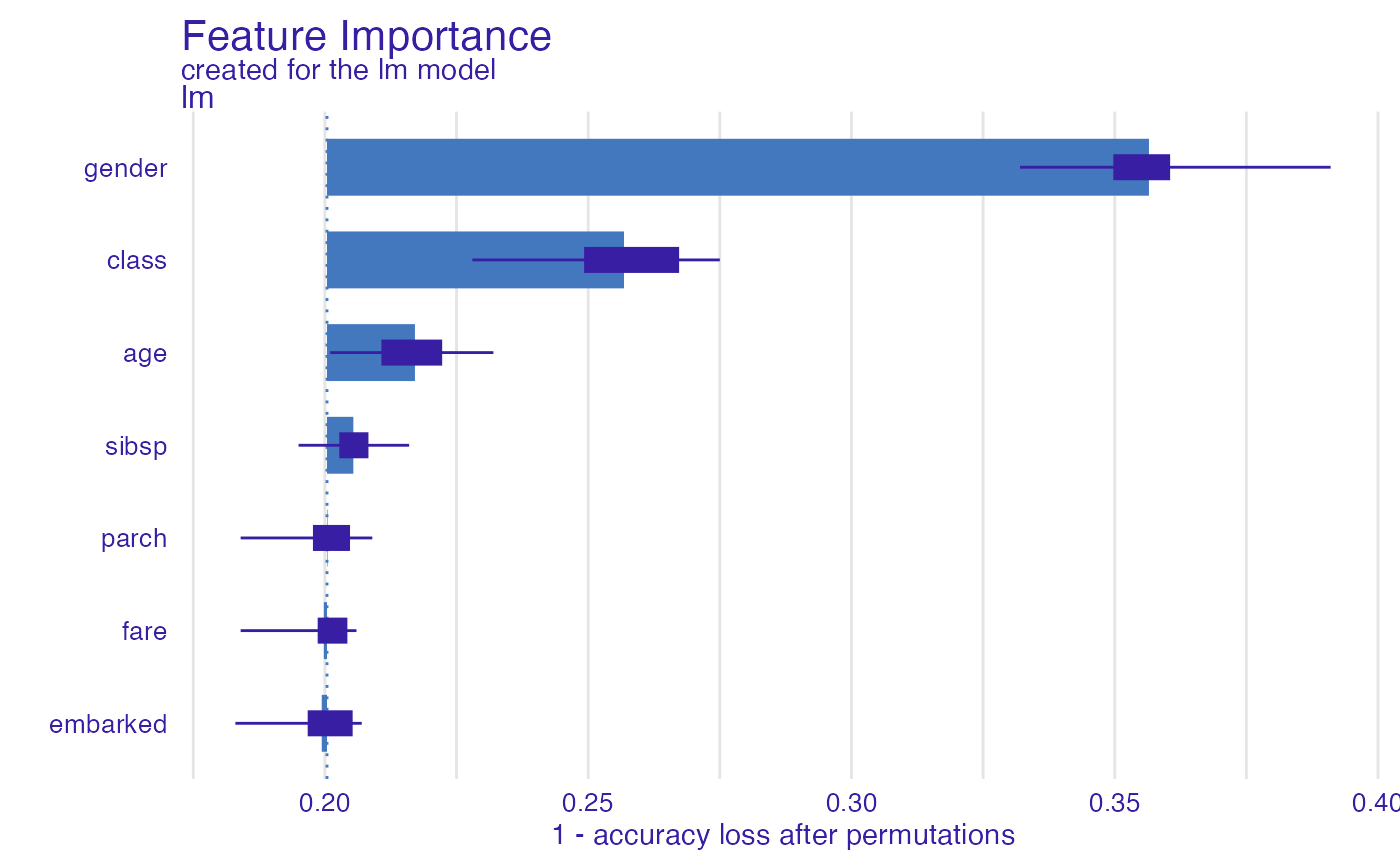 Feature Importance
created for the lm model
lm
gender
class
age
sibsp
parch
fare
embarked
0.20 0.25 0.30 0.35 0.40
1 - accuracy loss after permutations